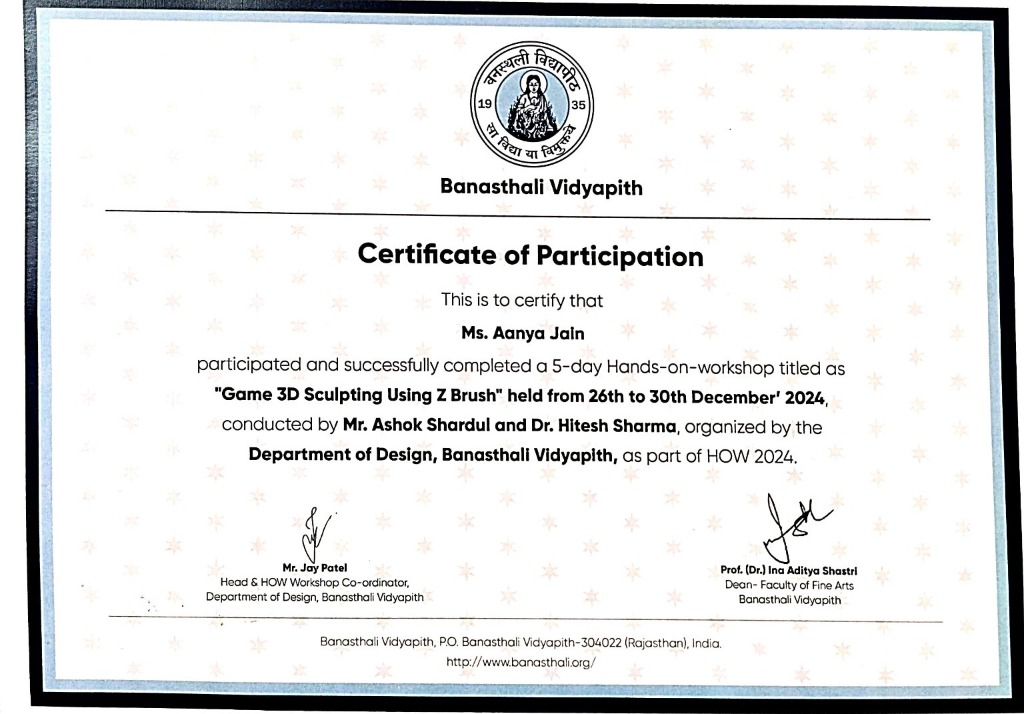 वनस्थली विद्यापीठ
19 35
सा विद्या या विमुक्तये
Banasthali Vidyapith
Certificate of Participation
This is to certify that
Ms. Aanya Jain
participated and successfully completed a 5-day Hands-on-workshop titled as
"Game 3D Sculpting Using Z Brush" held from 26th to 30th December' 2024,
conducted by Mr. Ashok Shardul and Dr. Hitesh Sharma, organized by the
Department of Design, Banasthali Vidyapith, as part of HOW 2024.
Mr. Jay Patel
Head & HOW Workshop Co-ordinator,
Department of Design, Banasthali Vidyapith
Prof. (Dr.) Ina Aditya Shastri
Dean- Faculty of Fine Arts
Banasthali Vidyapith
Banasthali Vidyapith, P.O. Banasthali Vidyapith-304022 (Rajasthan), India.
http://www.banasthali.org/